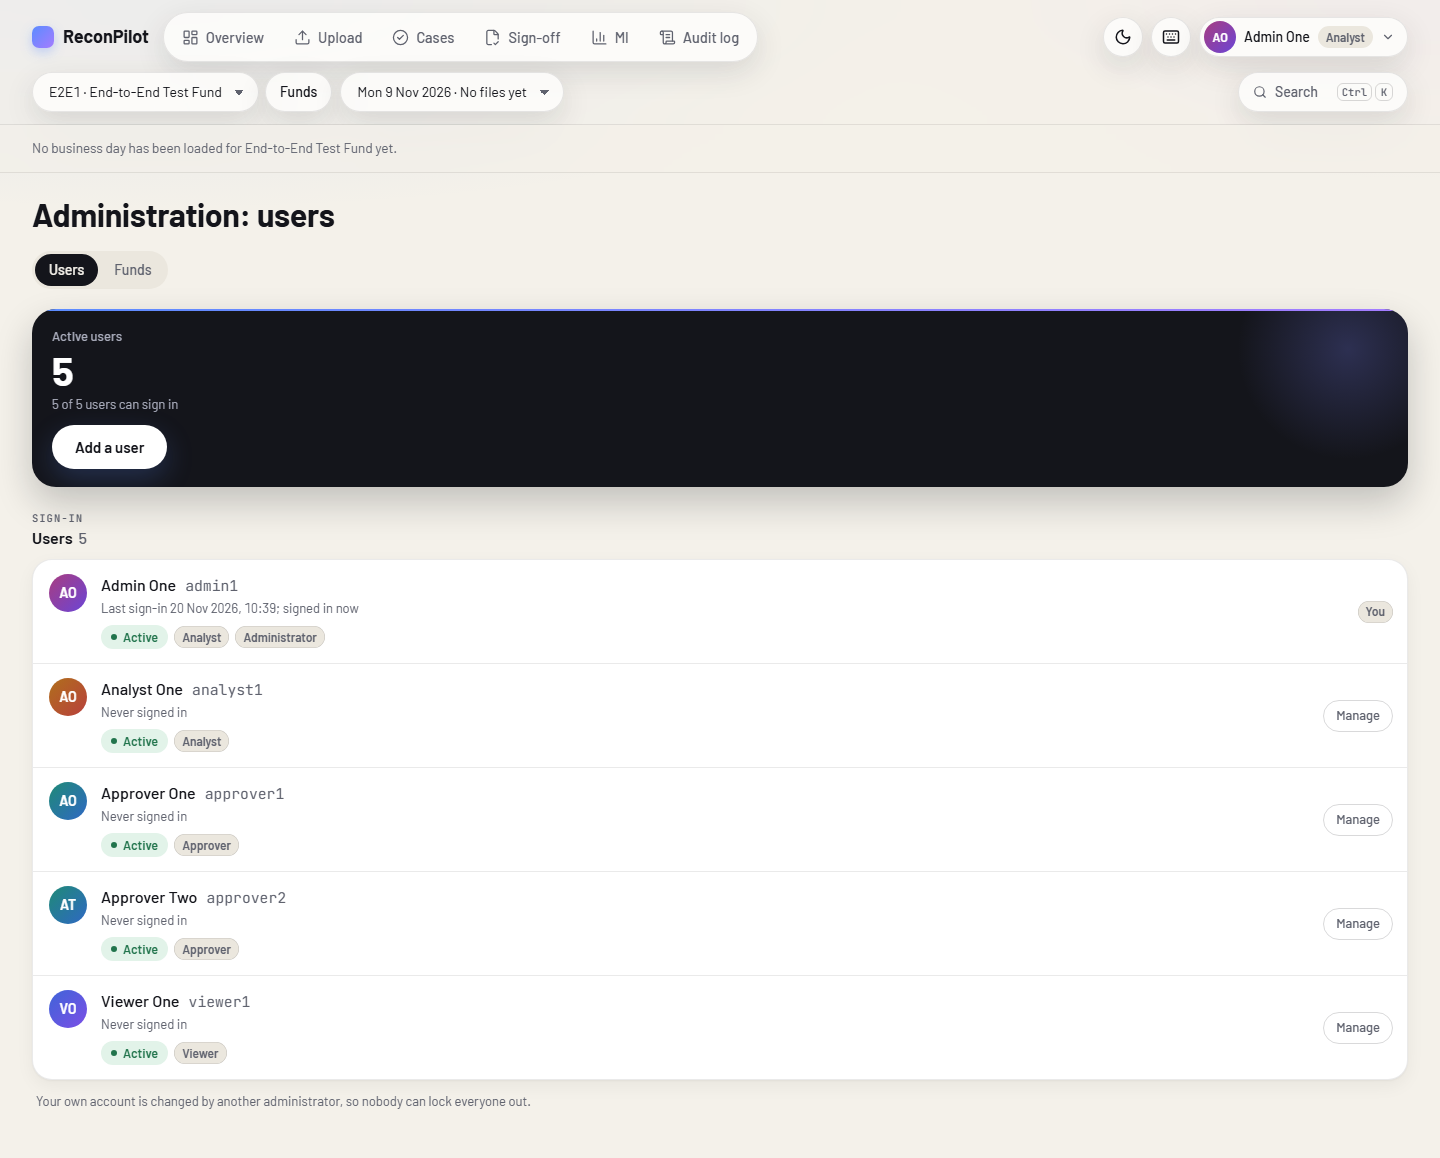 ReconPilot
Overview
Upload
Cases
Sign-off
MI
Audit log
AO
Admin One
Analyst
E2E1 · End-to-End Test Fund
Funds
Mon 9 Nov 2026 · No files yet
Search
Ctrl
K
No business day has been loaded for End-to-End Test Fund yet.
Administration: users
Users
Funds
Active users
5
5 of 5 users can sign in
Add a user
SIGN-IN
Users 5
AO
Admin One admin1
Last sign-in 20 Nov 2026, 10:39; signed in now
Active
Analyst
Administrator
You
AO
Analyst One analyst1
Never signed in
Active
Analyst
Manage
AO
Approver One approver1
Never signed in
Active
Approver
Manage
AT
Approver Two approver2
Never signed in
Active
Approver
Manage
VO
Viewer One viewer1
Never signed in
Active
Viewer
Manage
Your own account is changed by another administrator, so nobody can lock everyone out.